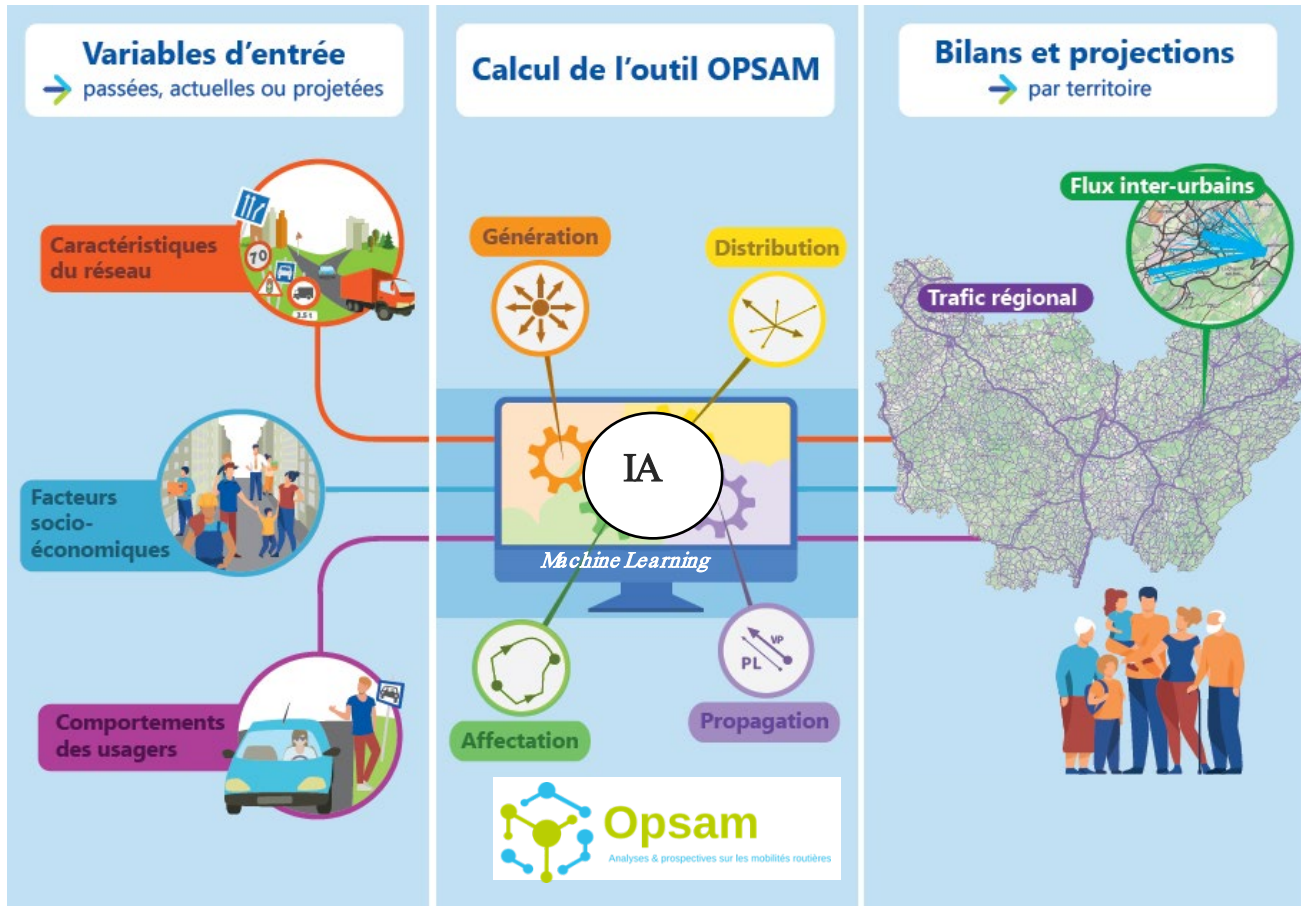 Variables d’entrée
passées, actuelles ou projetées
Caractéristiques
du réseau
70
3.5 t
Facteurs
socio-
économiques
Comportements
des usagers
Calcul de l’outil OPSAM
Génération
Distribution
IA
Machine Learning
VP
PL
Affectation
Propagation
Opsam
Analyses & prospectives sur les mobilités routières
Bilans et projections
par territoire
Flux inter-urbains
Trafic régional